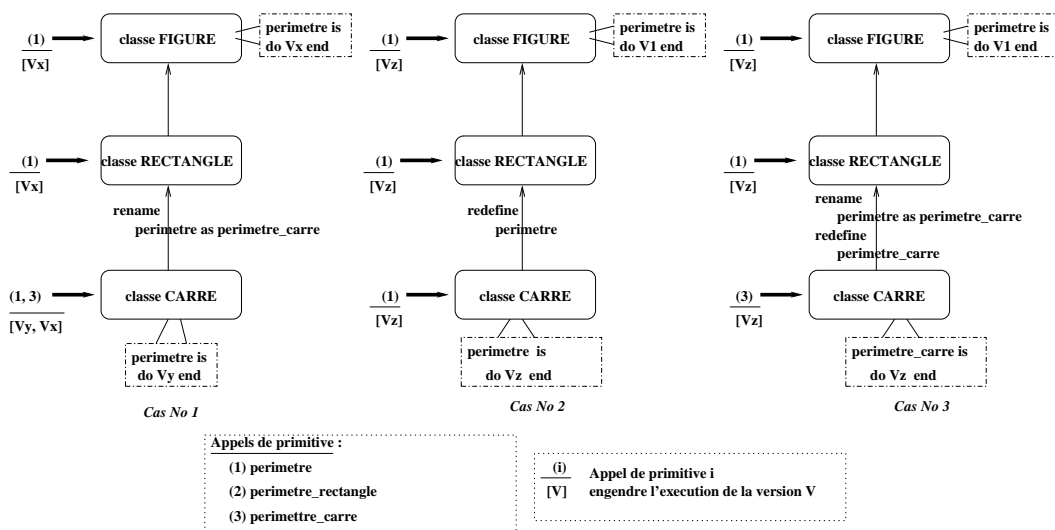 (1)
[Vx]
classe FIGURE
perimetre is
do Vx end
(1)
[Vx]
classe RECTANGLE
rename
perimetre as perimetre_carre
(1, 3)
[Vy, Vx]
classe CARRE
perimetre is
do Vy end
Cas No 1
(1)
[Vz]
classe FIGURE
perimetre is
do V1 end
(1)
[Vz]
classe RECTANGLE
redefine
perimetre
(1)
[Vz]
classe CARRE
perimetre is
do Vz end
Cas No 2
(1)
[Vz]
classe FIGURE
perimetre is
do V1 end
(1)
[Vz]
classe RECTANGLE
rename
perimetre as perimetre_carre
redefine
perimetre_carre
(3)
[Vz]
classe CARRE
perimetre_carre is
do Vz end
Cas No 3
Appels de primitive :
(1) perimetre
(2) perimetre_rectangle
(3) perimettre_carre
(i) Appel de primitive i
[V] engendre l'execution de la version V